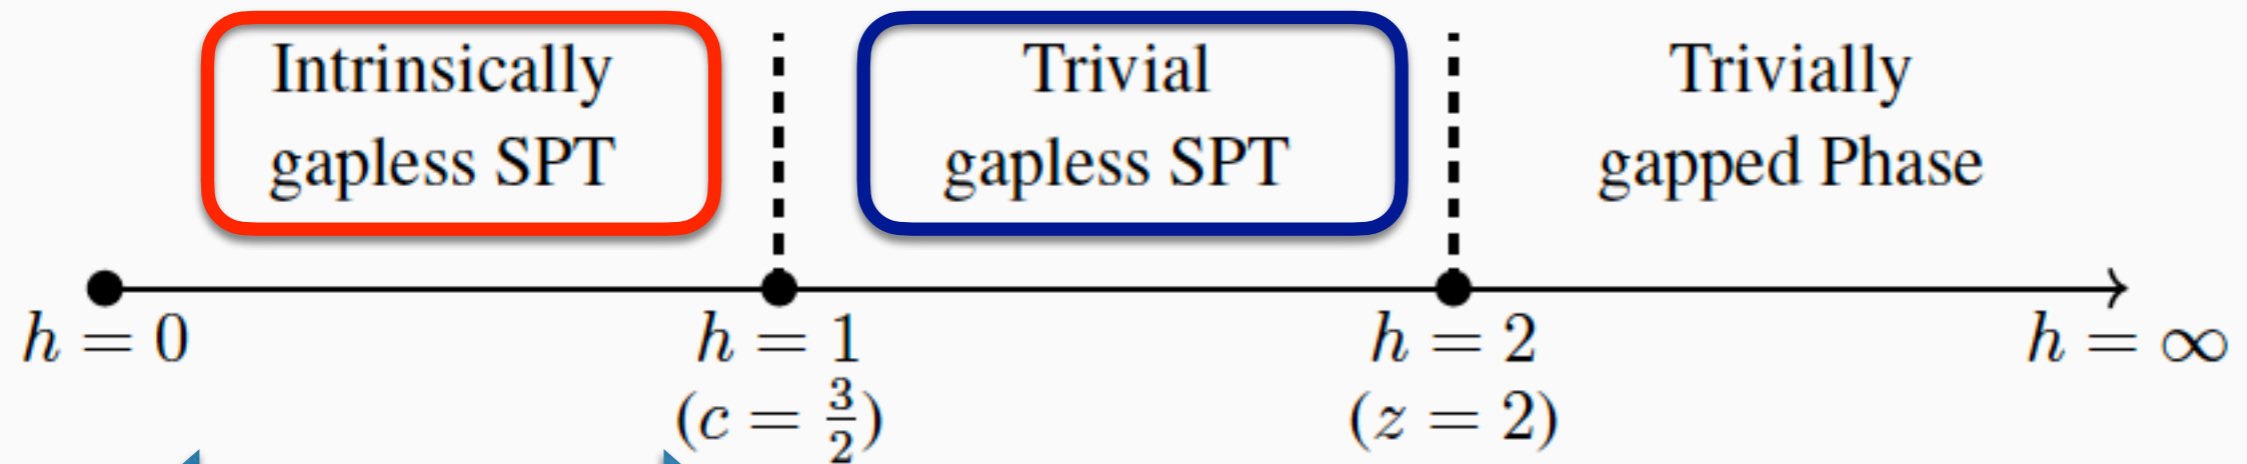 Intrinsically
gapless SPT
Trivial
gapless SPT
Trivially
gapped Phase
h = 0
h = 1
(c = 3/2)
h = 2
(z = 2)
h = ∞